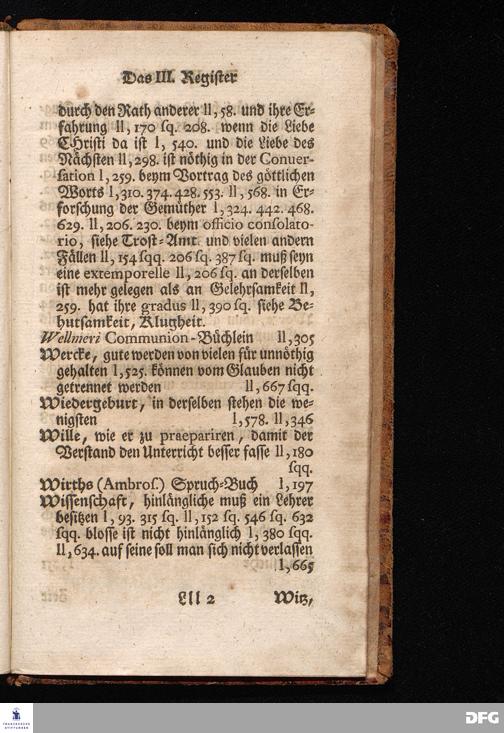 Das III. Register
durch den Rath anderer II, 58. und ihre Er-
fahrung II, 170 sq. 208. wenn die Liebe
CHristi da ist I, 540. und die Liebe des
Nächsten II, 298. ist nöthig in der Conver-
sation I, 259. beym Vortrag des göttlichen
Worts I, 310. 374. 428. 553. II, 568. in Er-
forschung der Gemüther I, 324. 442. 468.
629. II, 206. 230. beym officio consolato-
rio, siehe Trost-Amt. und vielen andern
Fällen II, 154 sqq. 206 sq. 387 sq. muß seyn
eine extemporelle II, 206 sq. an derselben
ist mehr gelegen als an Gelehrsamkeit II,
259. hat ihre gradus II, 390 sq. siehe Be-
hutsamkeit, Klugheit.
Wellmeri Communion-Büchlein II, 305
Wercke, gute werden von vielen für unnöthig
gehalten I, 525. können vom Glauben nicht
getrennet werden II, 667 sqq.
Wiedergeburt, in derselben stehen die we-
nigsten I, 578. II, 346
Wille, wie er zu praepariren, damit der
Verstand den Unterricht besser fasse II, 180
sqq.
Wirths (Ambros.) Spruch-Buch I, 197
Wissenschaft, hinlängliche muß ein Lehrer
besitzen I, 93. 315 sq. II, 152 sq. 546 sq. 632
sqq. blosse ist nicht hinlänglich I, 380 sqq.
II, 634. auf seine soll man sich nicht verlassen
I, 665
Lll 2 Witz,
FRANCKESCHE
STIFTUNGEN
DFG